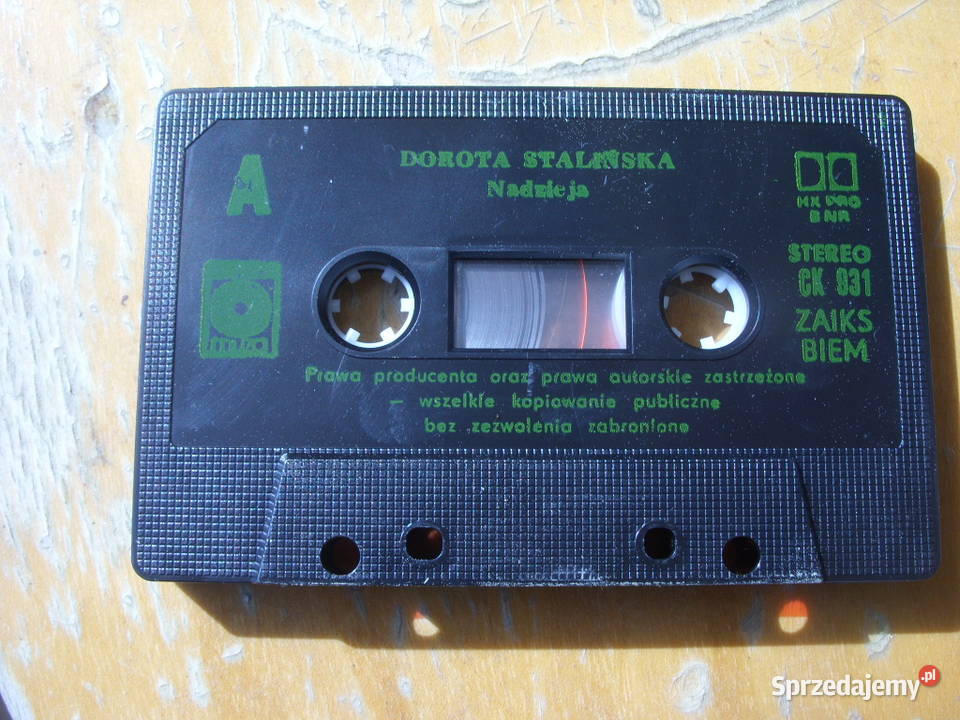 A
DOROTA STALIŃSKA
Nadzieja
HX PRO
B NR
STEREO
CK 831
ZAIKS
BIEM
muza
Prawa producenta oraz prawa autorskie zastrzeżone
— wszelkie kopiowanie publiczne
bez zezwolenia zabronione
Sprzedajemy.pl